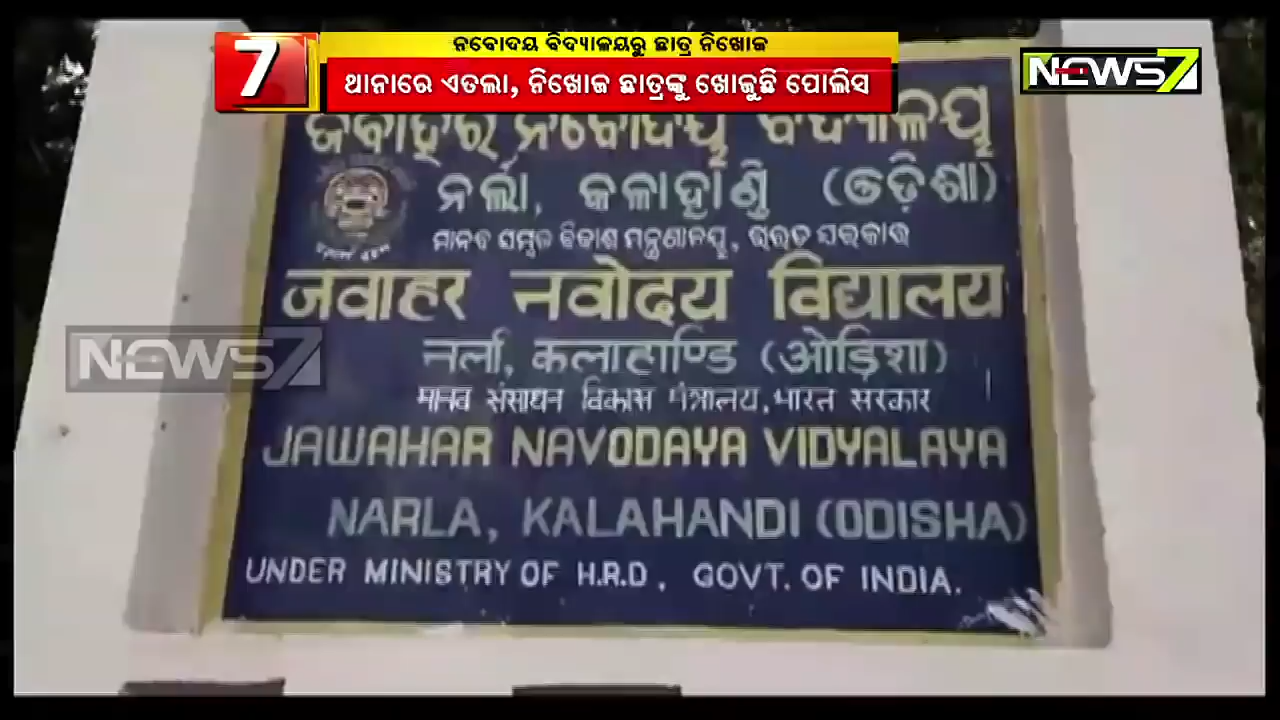 7
ନବୋଦୟ ବିଦ୍ୟାଳୟରୁ ଛାତ୍ର ନିଖୋଜ
ଥାନାରେ ଏତଲା, ନିଖୋଜ ଛାତ୍ରଙ୍କୁ ଖୋଜୁଛି ପୋଲିସ
NEWS7
ଜବାହର ନବୋଦୟ ବିଦ୍ୟାଳୟ
ନର୍ଲା, କଳାହାଣ୍ଡି (ଓଡ଼ିଶା)
ମାନବ ସମ୍ବଳ ବିକାଶ ମନ୍ତ୍ରଣାଳୟ, ଭାରତ ସରକାର
जवाहर नवोदय विद्यालय
नर्ला, कलाहाण्डि (ओड़िशा)
मानव संसाधन विकास मंत्रालय, भारत सरकार
NEWS7
JAWAHAR NAVODAYA VIDYALAYA
NARLA, KALAHANDI (ODISHA)
UNDER MINISTRY OF H.R.D, GOVT. OF INDIA.